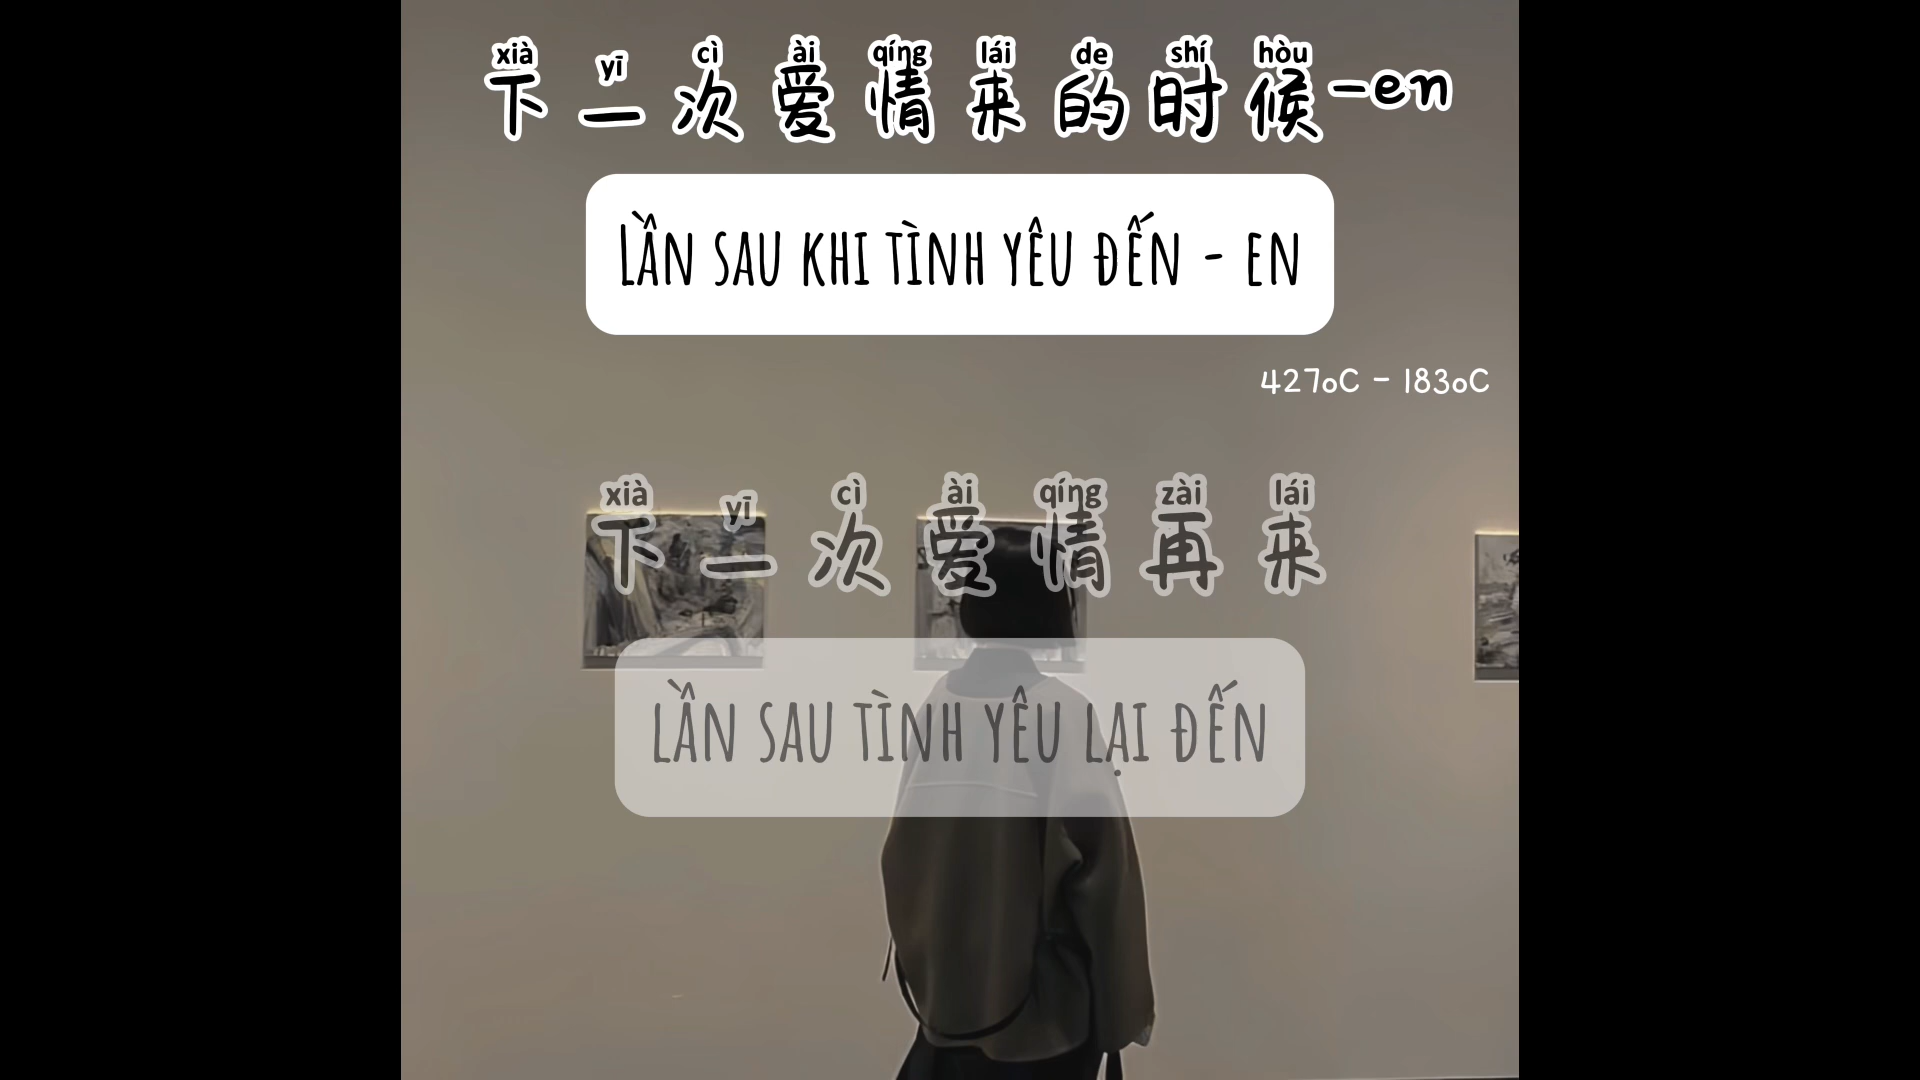 xià yī cì ài qíng lái de shí hòu
下一次爱情来的时候-en
Lần sau khi tình yêu đến - en
427oC - 183oC
xià yī cì ài qíng zài lái
下一次爱情再来
lần sau tình yêu lại đến